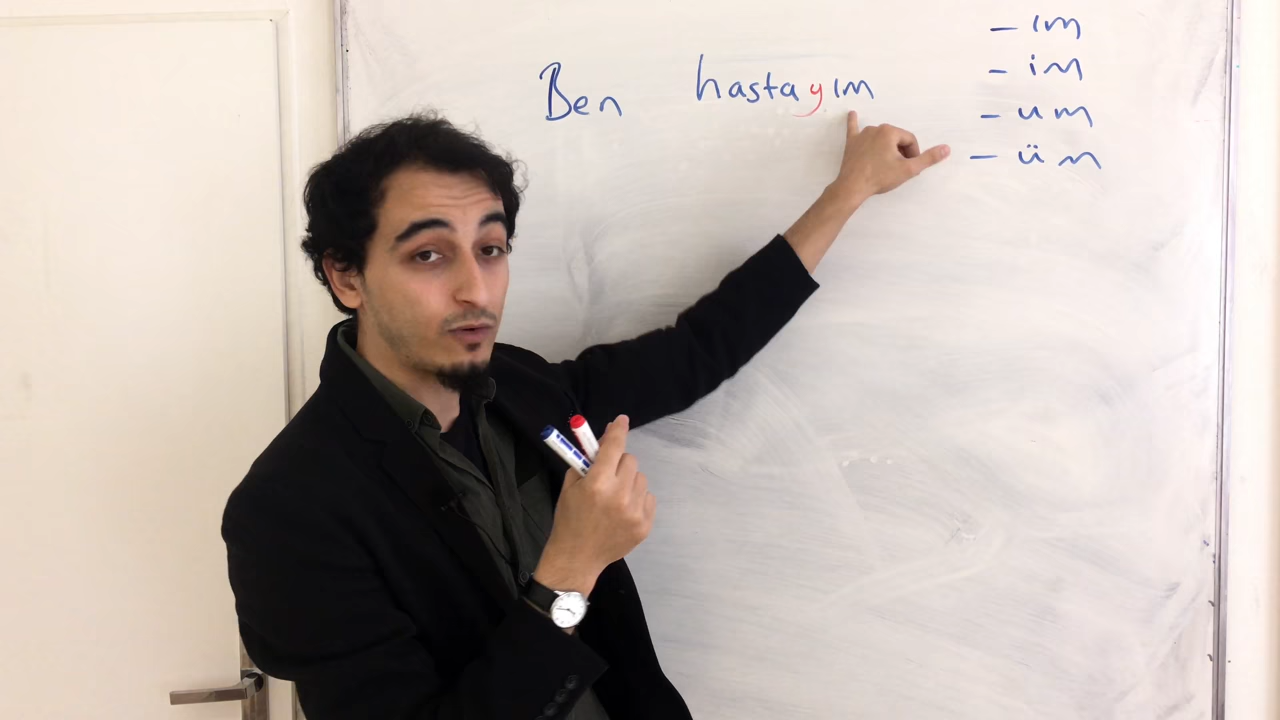 Ben hastayım
- ım
- im
- um
- üm